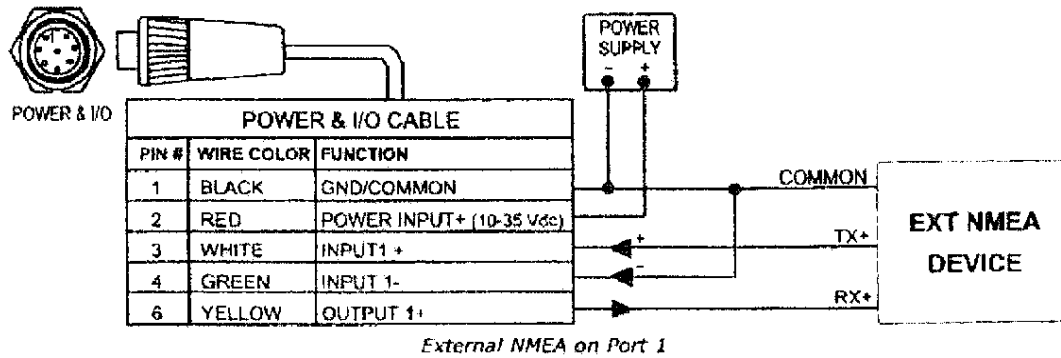 POWER SUPPLY
- +
POWER & I/O
POWER & I/O CABLE
PIN # WIRE COLOR FUNCTION
1 BLACK GND/COMMON
2 RED POWER INPUT+ (10-35 Vdc)
3 WHITE INPUT1 +
4 GREEN INPUT 1-
6 YELLOW OUTPUT 1+
COMMON
TX+
+
-
RX+
EXT NMEA
DEVICE
External NMEA on Port 1